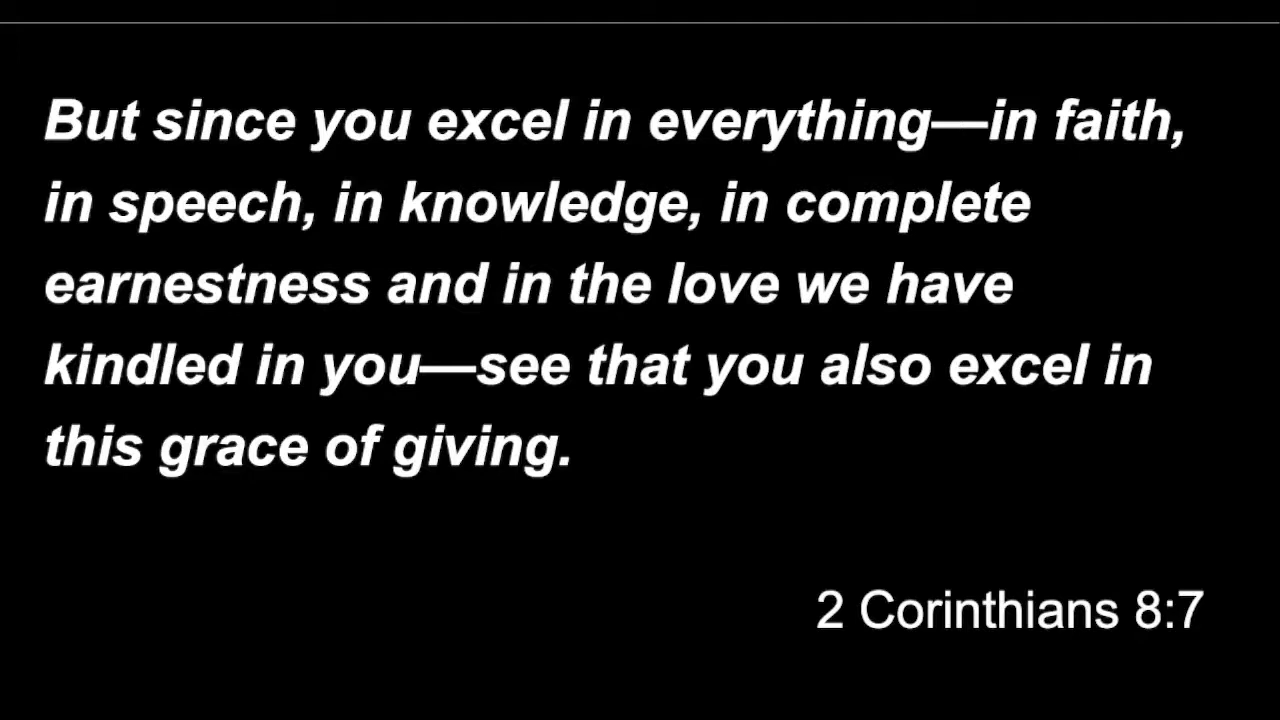 But since you excel in everything—in faith,
in speech, in knowledge, in complete
earnestness and in the love we have
kindled in you—see that you also excel in
this grace of giving.
2 Corinthians 8:7